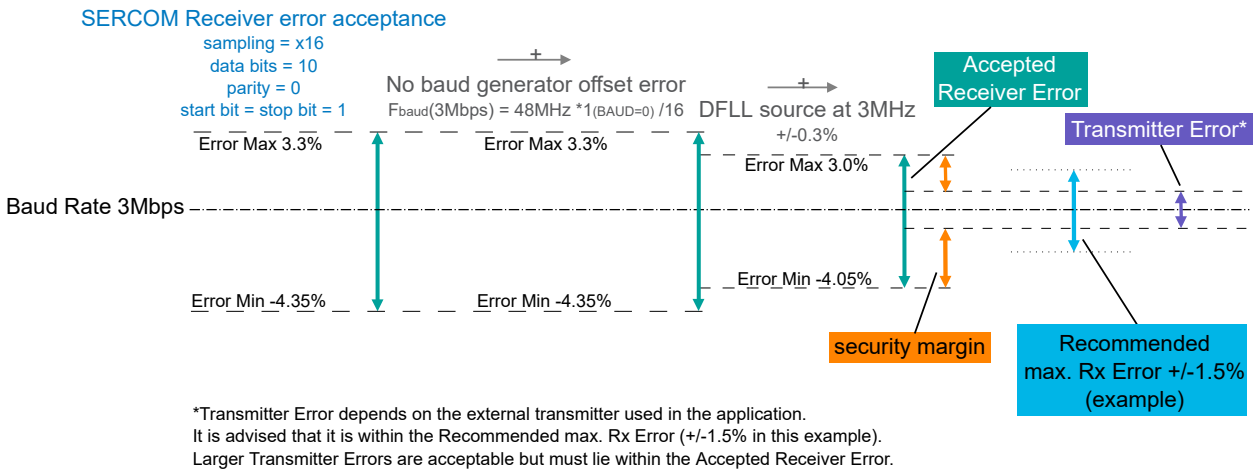 SERCOM Receiver error acceptance
sampling = x16
data bits = 10
parity = 0
start bit = stop bit = 1
+
No baud generator offset error
Fbaud(3Mbps) = 48MHz *1(BAUD=0) /16
+
DFLL source at 3MHz
+/-0.3%
Accepted
Receiver Error
Transmitter Error*
Error Max 3.3%
Error Max 3.3%
Error Max 3.0%
Baud Rate 3Mbps
Error Min -4.35%
Error Min -4.35%
Error Min -4.05%
security margin
Recommended
max. Rx Error +/-1.5%
(example)
*Transmitter Error depends on the external transmitter used in the application.
It is advised that it is within the Recommended max. Rx Error (+/-1.5% in this example).
Larger Transmitter Errors are acceptable but must lie within the Accepted Receiver Error.